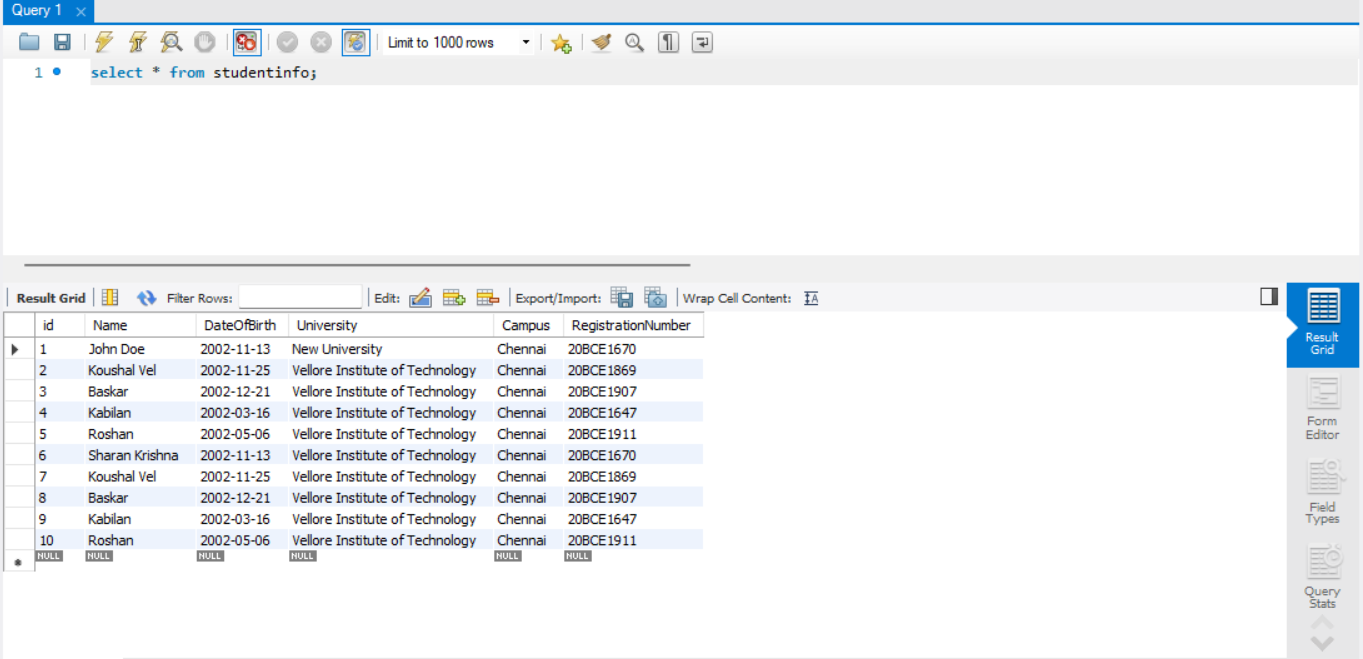 Query 1
Limit to 1000 rows
1 select * from studentinfo;
Result Grid Filter Rows: Edit: Export/Import: Wrap Cell Content: IA
id Name DateOfBirth University Campus RegistrationNumber
1 John Doe 2002-11-13 New University Chennai 20BCE1670
2 Koushal Vel 2002-11-25 Vellore Institute of Technology Chennai 20BCE1869
3 Baskar 2002-12-21 Vellore Institute of Technology Chennai 20BCE1907
4 Kabilan 2002-03-16 Vellore Institute of Technology Chennai 20BCE1647
5 Roshan 2002-05-06 Vellore Institute of Technology Chennai 20BCE1911
6 Sharan Krishna 2002-11-13 Vellore Institute of Technology Chennai 20BCE1670
7 Koushal Vel 2002-11-25 Vellore Institute of Technology Chennai 20BCE1869
8 Baskar 2002-12-21 Vellore Institute of Technology Chennai 20BCE1907
9 Kabilan 2002-03-16 Vellore Institute of Technology Chennai 20BCE1647
10 Roshan 2002-05-06 Vellore Institute of Technology Chennai 20BCE1911
NULL NULL NULL NULL NULL NULL
Result
Grid
Form
Editor
Field
Types
Query
Stats